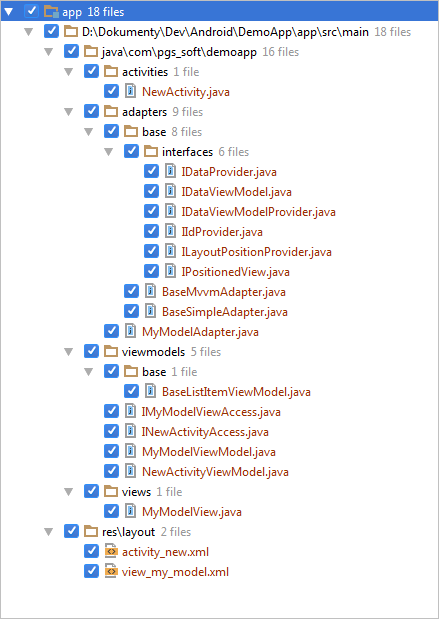 app 18 files
D:\Dokumenty\Dev\Android\DemoApp\app\src\main 18 files
java\com\pgs_soft\demoapp 16 files
activities 1 file
NewActivity.java
adapters 9 files
base 8 files
interfaces 6 files
IDataProvider.java
IDataViewModel.java
IDataViewModelProvider.java
IIdProvider.java
ILayoutPositionProvider.java
IPositionedView.java
BaseMvvmAdapter.java
BaseSimpleAdapter.java
MyModelAdapter.java
viewmodels 5 files
base 1 file
BaseListItemViewModel.java
IMyModelViewAccess.java
INewActivityAccess.java
MyModelViewModel.java
NewActivityViewModel.java
views 1 file
MyModelView.java
res\layout 2 files
activity_new.xml
view_my_model.xml